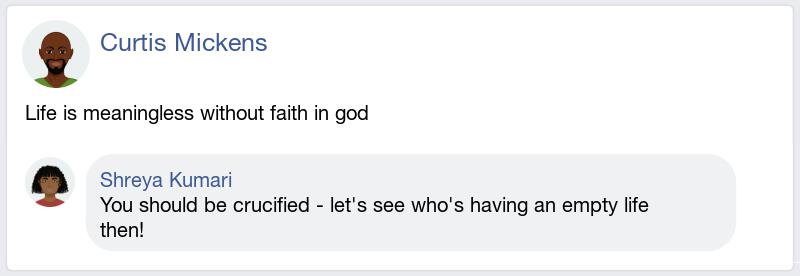 Curtis Mickens
Life is meaningless without faith in god
Shreya Kumari
You should be crucified - let's see who's having an empty life
then!